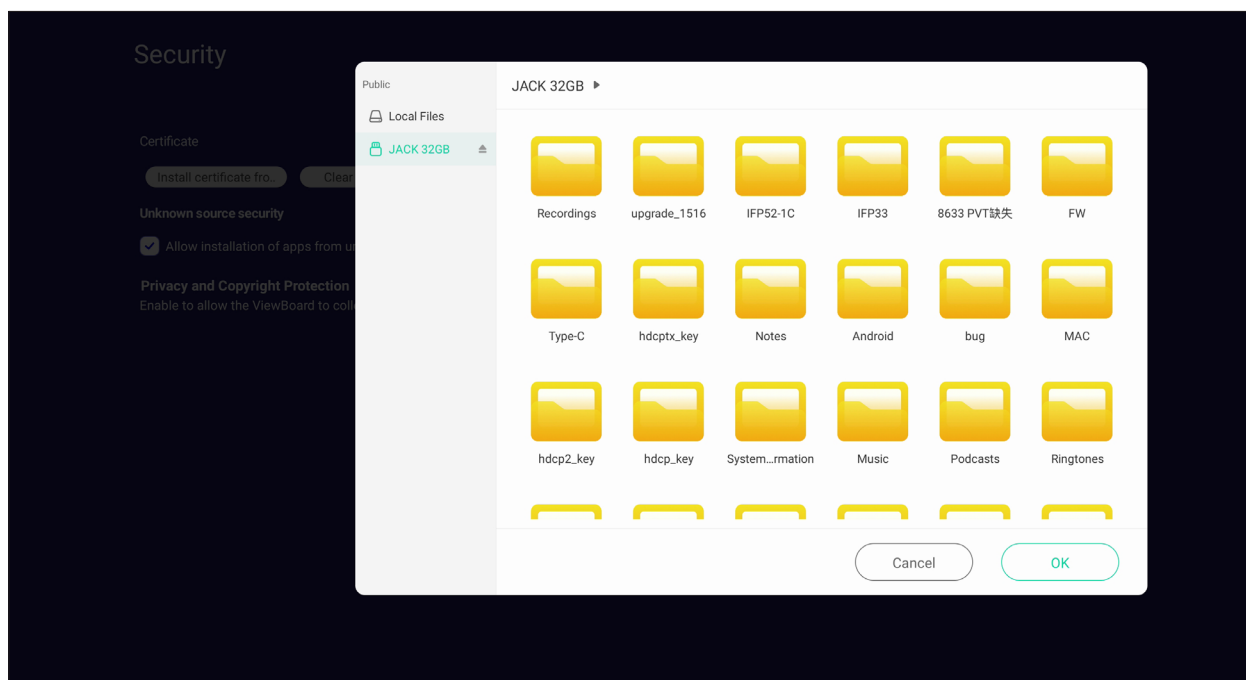 Security
Certificate
Install certificate fro..
Clear
Unknown source security
Allow installation of apps from un
Privacy and Copyright Protection
Enable to allow the ViewBoard to coll
Public
Local Files
JACK 32GB
JACK 32GB
Recordings
upgrade_1516
IFP52-1C
IFP33
8633 PVT缺失
FW
Type-C
hdcptx_key
Notes
Android
bug
MAC
hdcp2_key
hdcp_key
System...rmation
Music
Podcasts
Ringtones
Cancel
OK